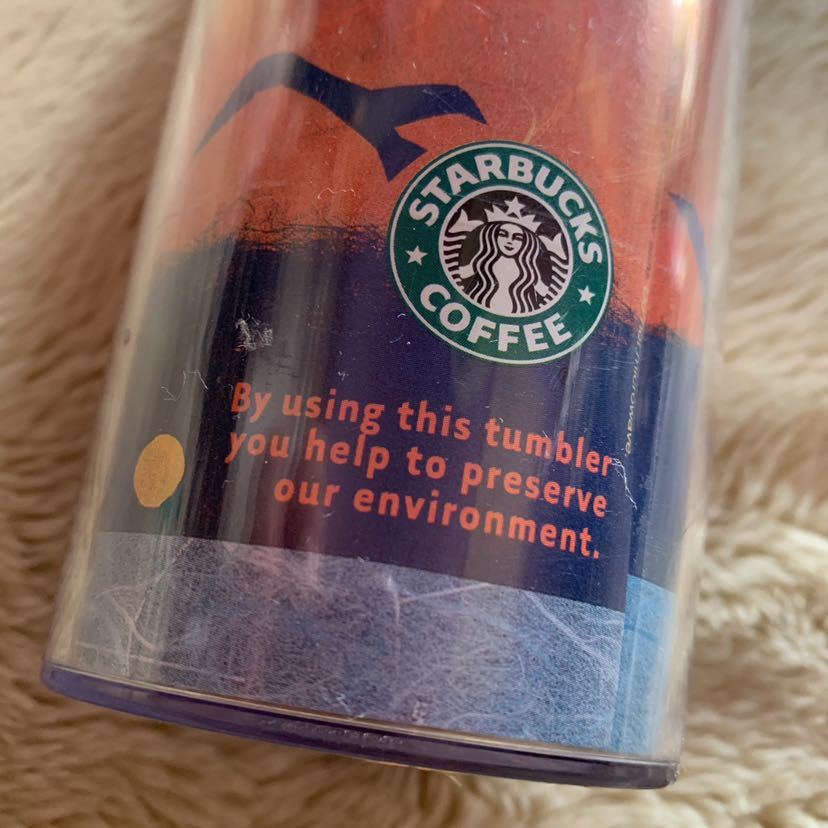 STARBUCKS
COFFEE
By using this tumbler
you help to preserve
our environment.